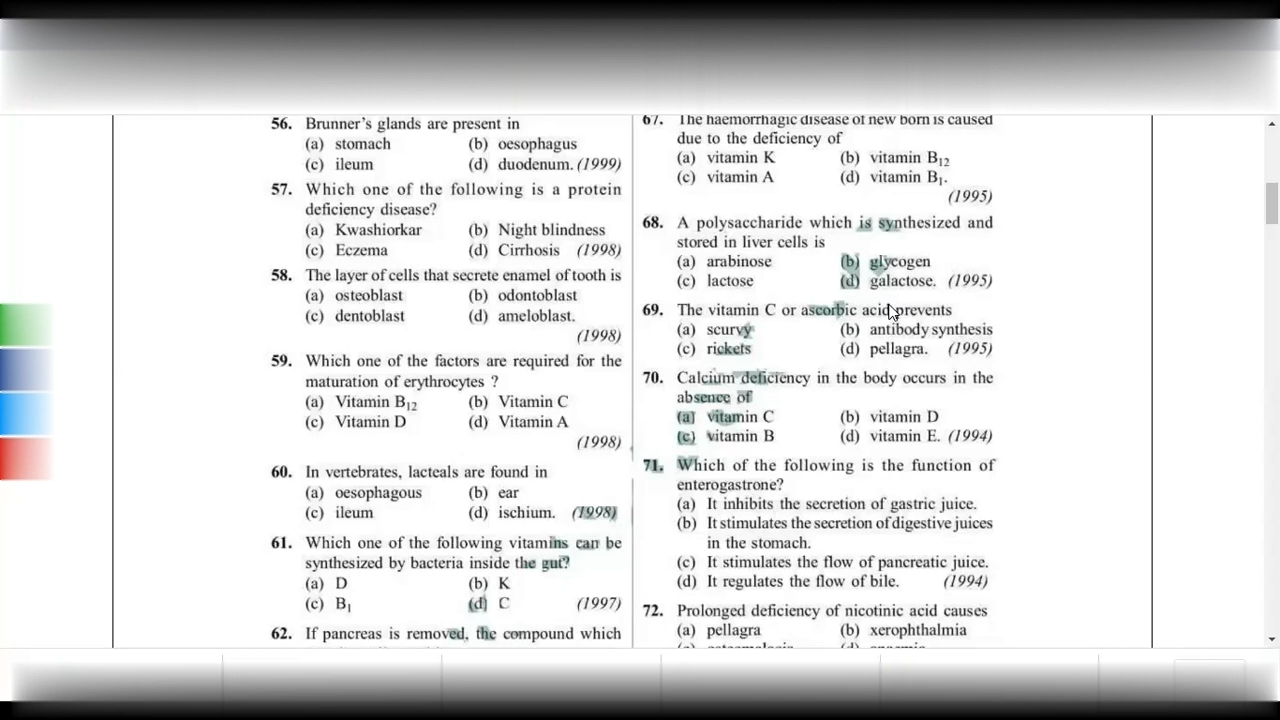 56. Brunner's glands are present in
(a) stomach (b) oesophagus
(c) ileum (d) duodenum. (1999)
57. Which one of the following is a protein
deficiency disease?
(a) Kwashiorkar (b) Night blindness
(c) Eczema (d) Cirrhosis (1998)
58. The layer of cells that secrete enamel of tooth is
(a) osteoblast (b) odontoblast
(c) dentoblast (d) ameloblast.
(1998)
59. Which one of the factors are required for the
maturation of erythrocytes ?
(a) Vitamin B12 (b) Vitamin C
(c) Vitamin D (d) Vitamin A
(1998)
60. In vertebrates, lacteals are found in
(a) oesophagous (b) ear
(c) ileum (d) ischium. (1998)
61. Which one of the following vitamins can be
synthesized by bacteria inside the gut?
(a) D (b) K
(c) B1 (d) C (1997)
62. If pancreas is removed, the compound which
67. The haemorrhagic disease of new born is caused
due to the deficiency of
(a) vitamin K (b) vitamin B12
(c) vitamin A (d) vitamin B1.
(1995)
68. A polysaccharide which is synthesized and
stored in liver cells is
(a) arabinose (b) glycogen
(c) lactose (d) galactose. (1995)
69. The vitamin C or ascorbic acid prevents
(a) scurvy (b) antibody synthesis
(c) rickets (d) pellagra. (1995)
70. Calcium deficiency in the body occurs in the
absence of
(a) vitamin C (b) vitamin D
(c) vitamin B (d) vitamin E. (1994)
71. Which of the following is the function of
enterogastrone?
(a) It inhibits the secretion of gastric juice.
(b) It stimulates the secretion of digestive juices
in the stomach.
(c) It stimulates the flow of pancreatic juice.
(d) It regulates the flow of bile. (1994)
72. Prolonged deficiency of nicotinic acid causes
(a) pellagra (b) xerophthalmia